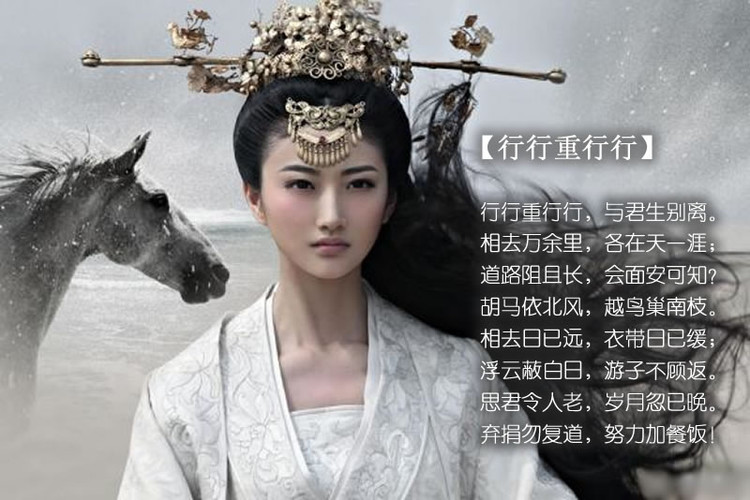 【行行重行行】
行行重行行，与君生别离。
相去万余里，各在天一涯；
道路阻且长，会面安可知？
胡马依北风，越鸟巢南枝。
相去日已远，衣带日已缓；
浮云蔽白日，游子不顾返。
思君令人老，岁月忽已晚。
弃捐勿复道，努力加餐饭！